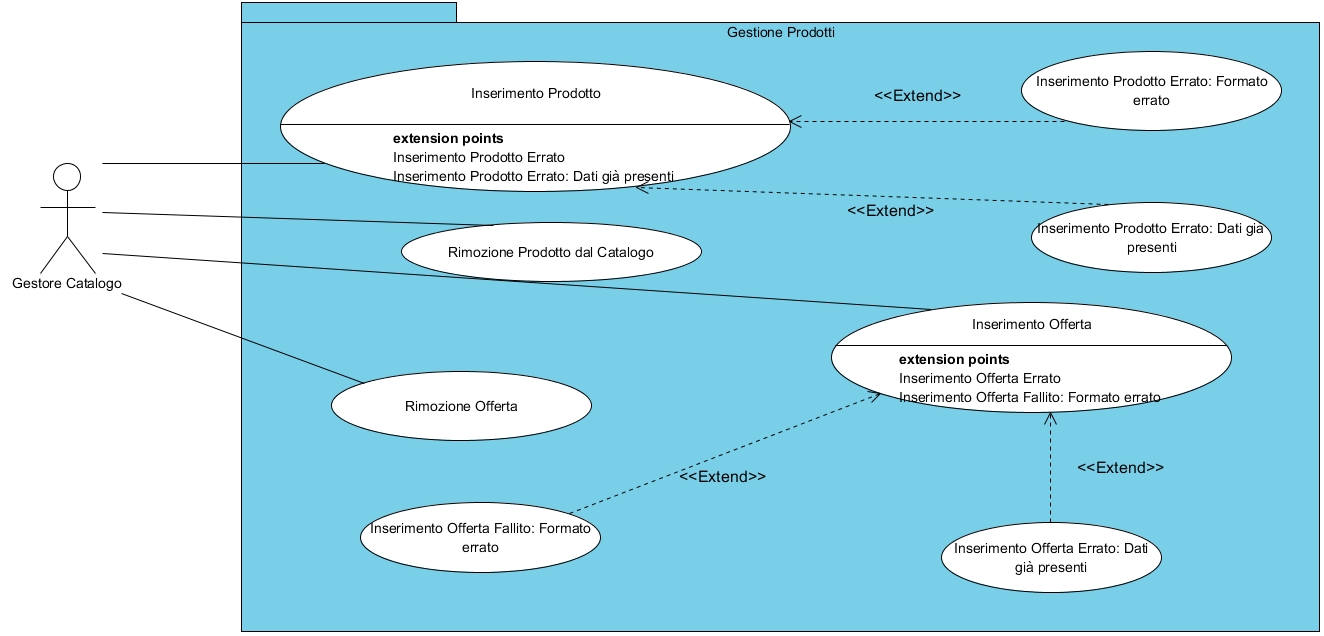 Gestione Prodotti
Inserimento Prodotto
extension points
Inserimento Prodotto Errato
Inserimento Prodotto Errato: Dati già presenti
<<Extend>>
Inserimento Prodotto Errato: Formato
errato
<<Extend>>
Inserimento Prodotto Errato: Dati già
presenti
Gestore Catalogo
Rimozione Prodotto dal Catalogo
Inserimento Offerta
extension points
Inserimento Offerta Errato
Inserimento Offerta Fallito: Formato errato
Rimozione Offerta
<<Extend>>
<<Extend>>
Inserimento Offerta Fallito: Formato
errato
Inserimento Offerta Errato: Dati
già presenti